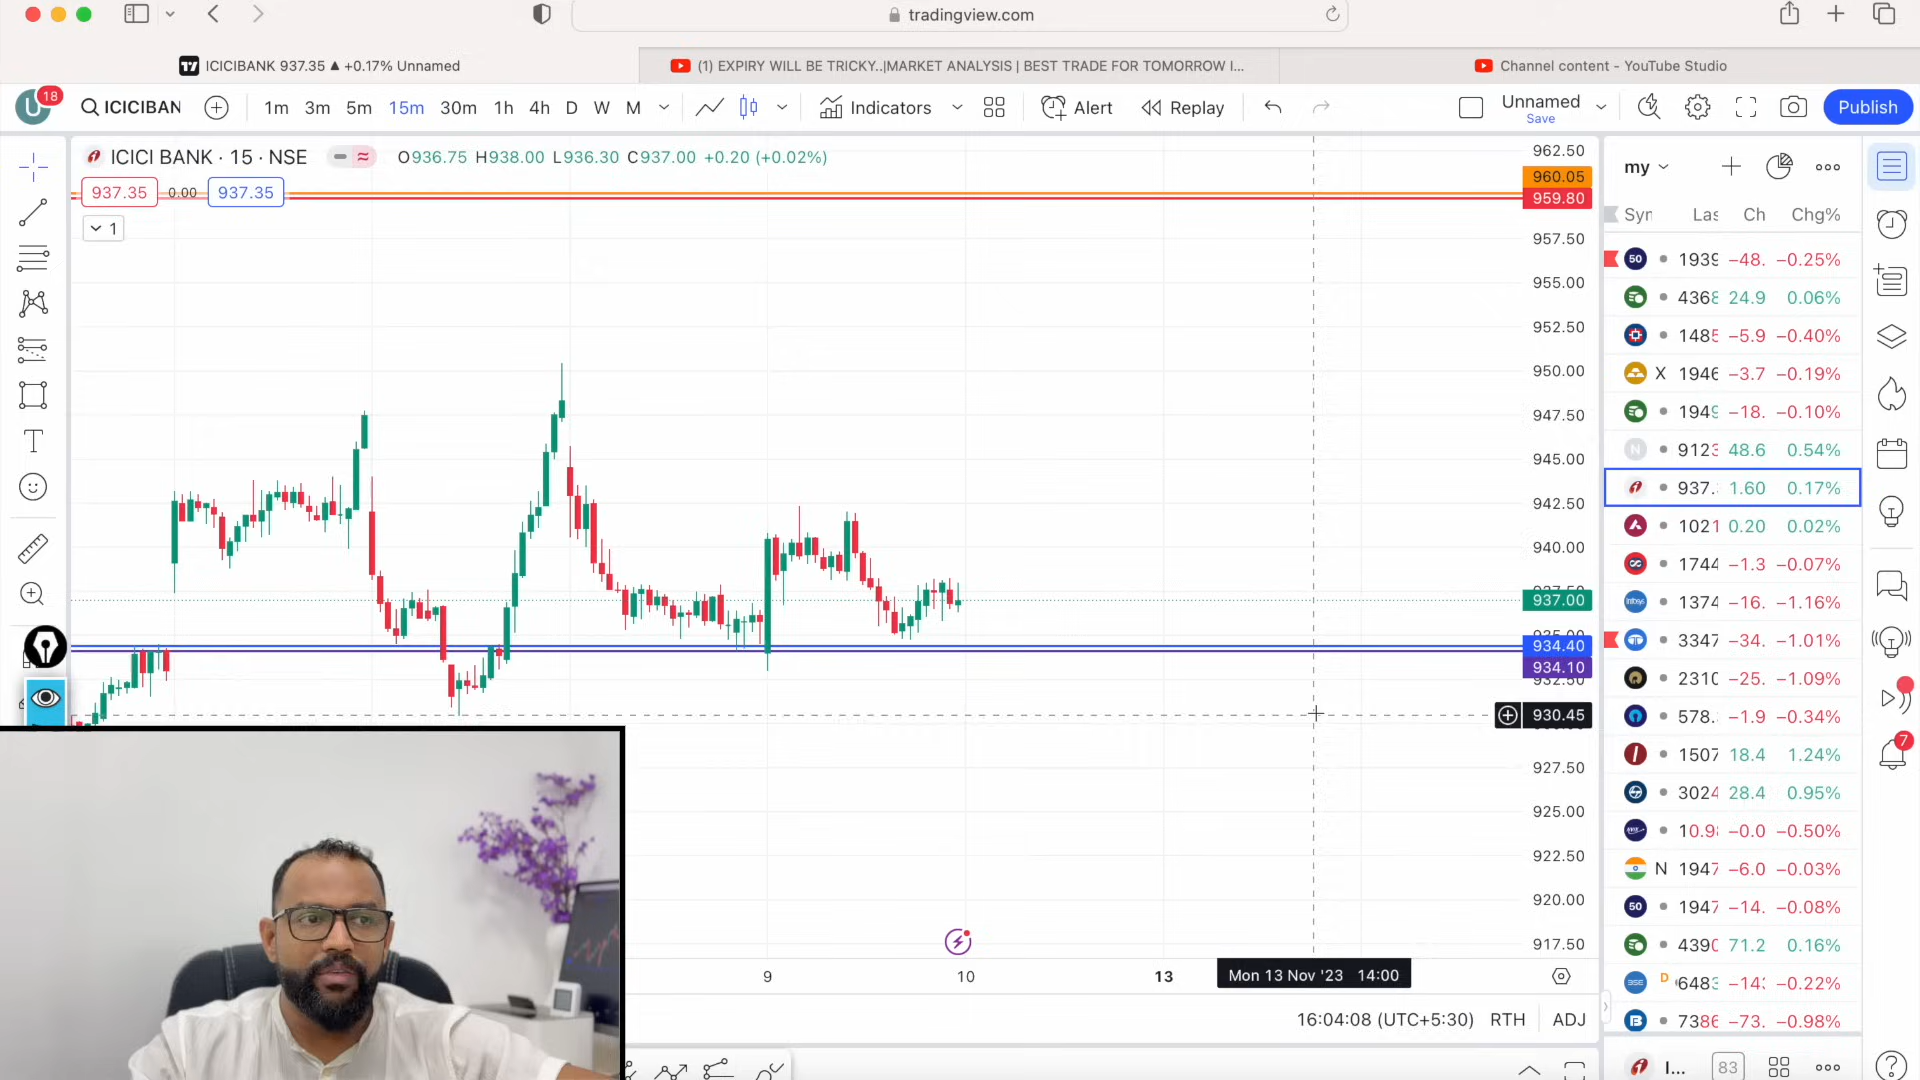 tradingview.com
ICICIBANK 937.35 ▲ +0.17% Unnamed
(1) EXPIRY WILL BE TRICKY..|MARKET ANALYSIS | BEST TRADE FOR TOMORROW I...
Channel content - YouTube Studio
U 18 ICICIBAN 1m 3m 5m 15m 30m 1h 4h D W M Indicators Alert Replay Unnamed Save Publish
ICICI BANK · 15 · NSE O936.75 H938.00 L936.30 C937.00 +0.20 (+0.02%)
937.35 0.00 937.35
1
962.50
960.05
959.80
957.50
955.00
952.50
950.00
947.50
945.00
942.50
940.00
937.00
934.40
934.10
932.50
930.45
927.50
925.00
922.50
920.00
917.50
9 10 13 Mon 13 Nov '23 14:00
16:04:08 (UTC+5:30) RTH ADJ
my
Syn Las Ch Chg%
50 1939 −48. −0.25%
4368 24.9 0.06%
1485 −5.9 −0.40%
X 1946 −3.7 −0.19%
1949 −18. −0.10%
N 9123 48.6 0.54%
937. 1.60 0.17%
1021 0.20 0.02%
1744 −1.3 −0.07%
1374 −16. −1.16%
3347 −34. −1.01%
2310 −25. −1.09%
578. −1.9 −0.34%
1507 18.4 1.24%
3024 28.4 0.95%
10.9 −0.0 −0.50%
N 1947 −6.0 −0.03%
50 1947 −14. −0.08%
4390 71.2 0.16%
D 6483 −14 −0.22%
7386 −73. −0.98%
I... 83
7